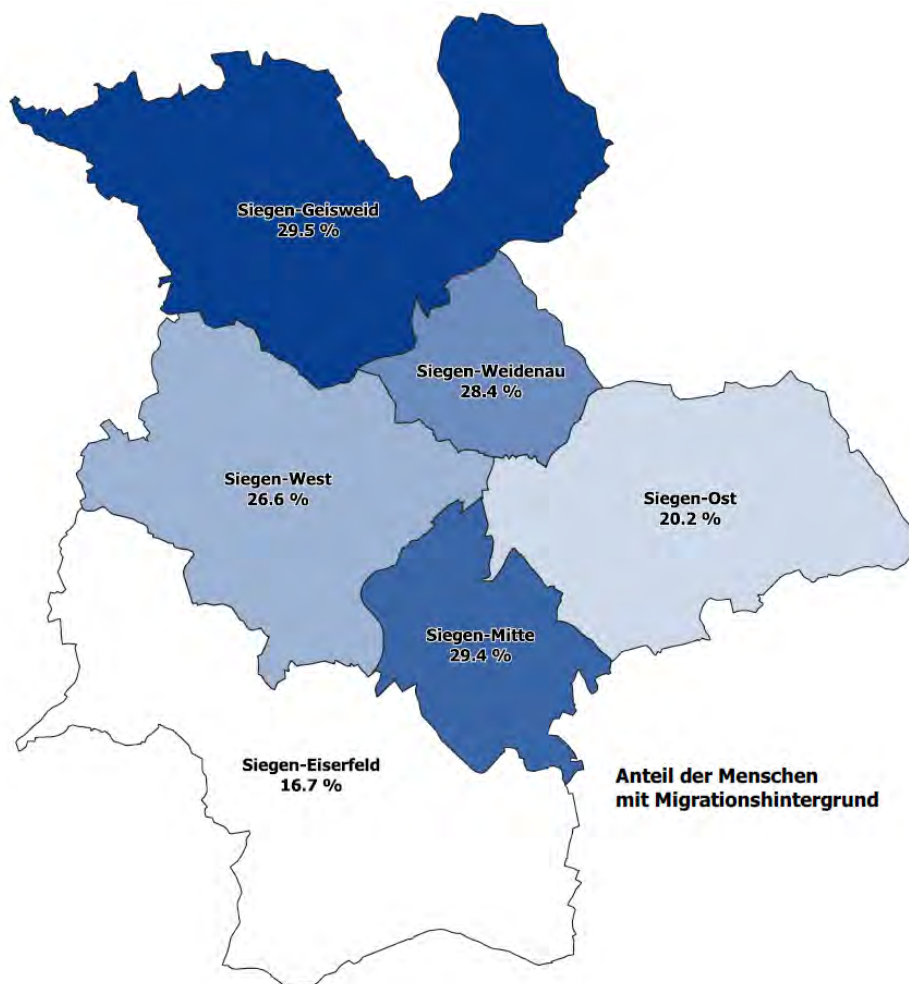 Siegen-Geisweid
29.5 %
Siegen-Weidenau
28.4 %
Siegen-West
26.6 %
Siegen-Ost
20.2 %
Siegen-Mitte
29.4 %
Siegen-Eiserfeld
16.7 %
Anteil der Menschen
mit Migrationshintergrund